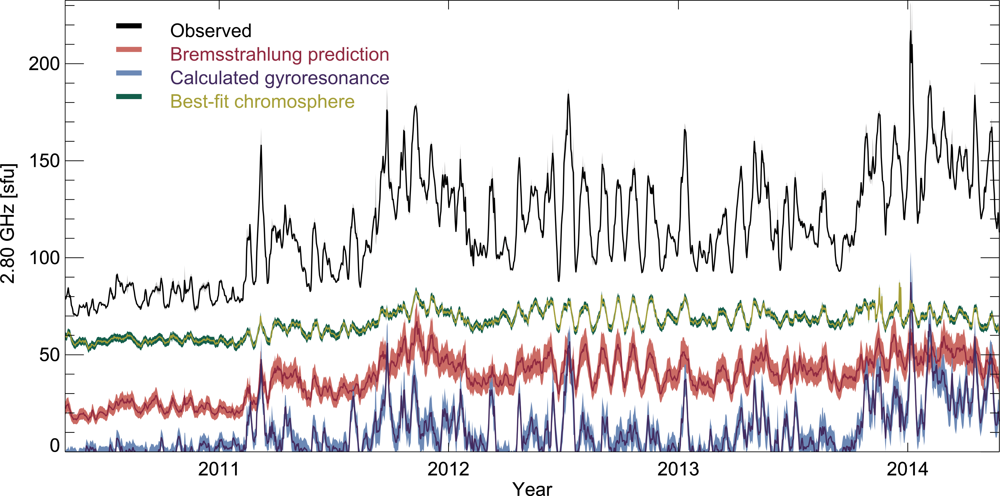 Observed
Bremsstrahlung prediction
Calculated gyroresonance
Best-fit chromosphere
2.80 GHz [sfu]
200
150
100
50
0
2011
2012
2013
2014
Year